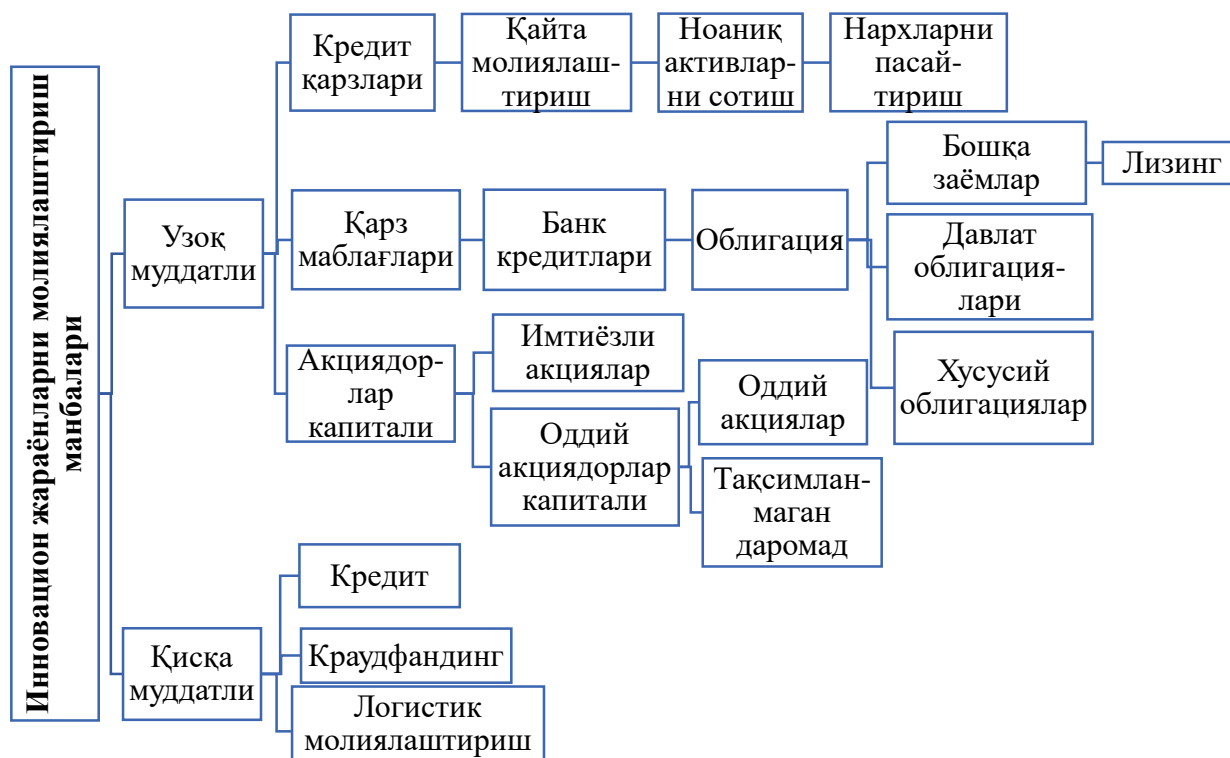 Инновацион жараёнларни молиялаштириш
манбалари
Узоқ
муддатли
Кредит
қарзлари
Қайта
молиялаш-
тириш
Ноаниқ
активлар-
ни сотиш
Нархларни
пасай-
тириш
Қарз
маблағлари
Банк
кредитлари
Облигация
Бошқа
заёмлар
Лизинг
Давлат
облигация-
лари
Хусусий
облигациялар
Акциядор-
лар
капитали
Имтиёзли
акциялар
Оддий
акциядорлар
капитали
Оддий
акциялар
Тақсимлан-
маган
даромад
Қисқа
муддатли
Кредит
Краудфандинг
Логистик
молиялаштириш